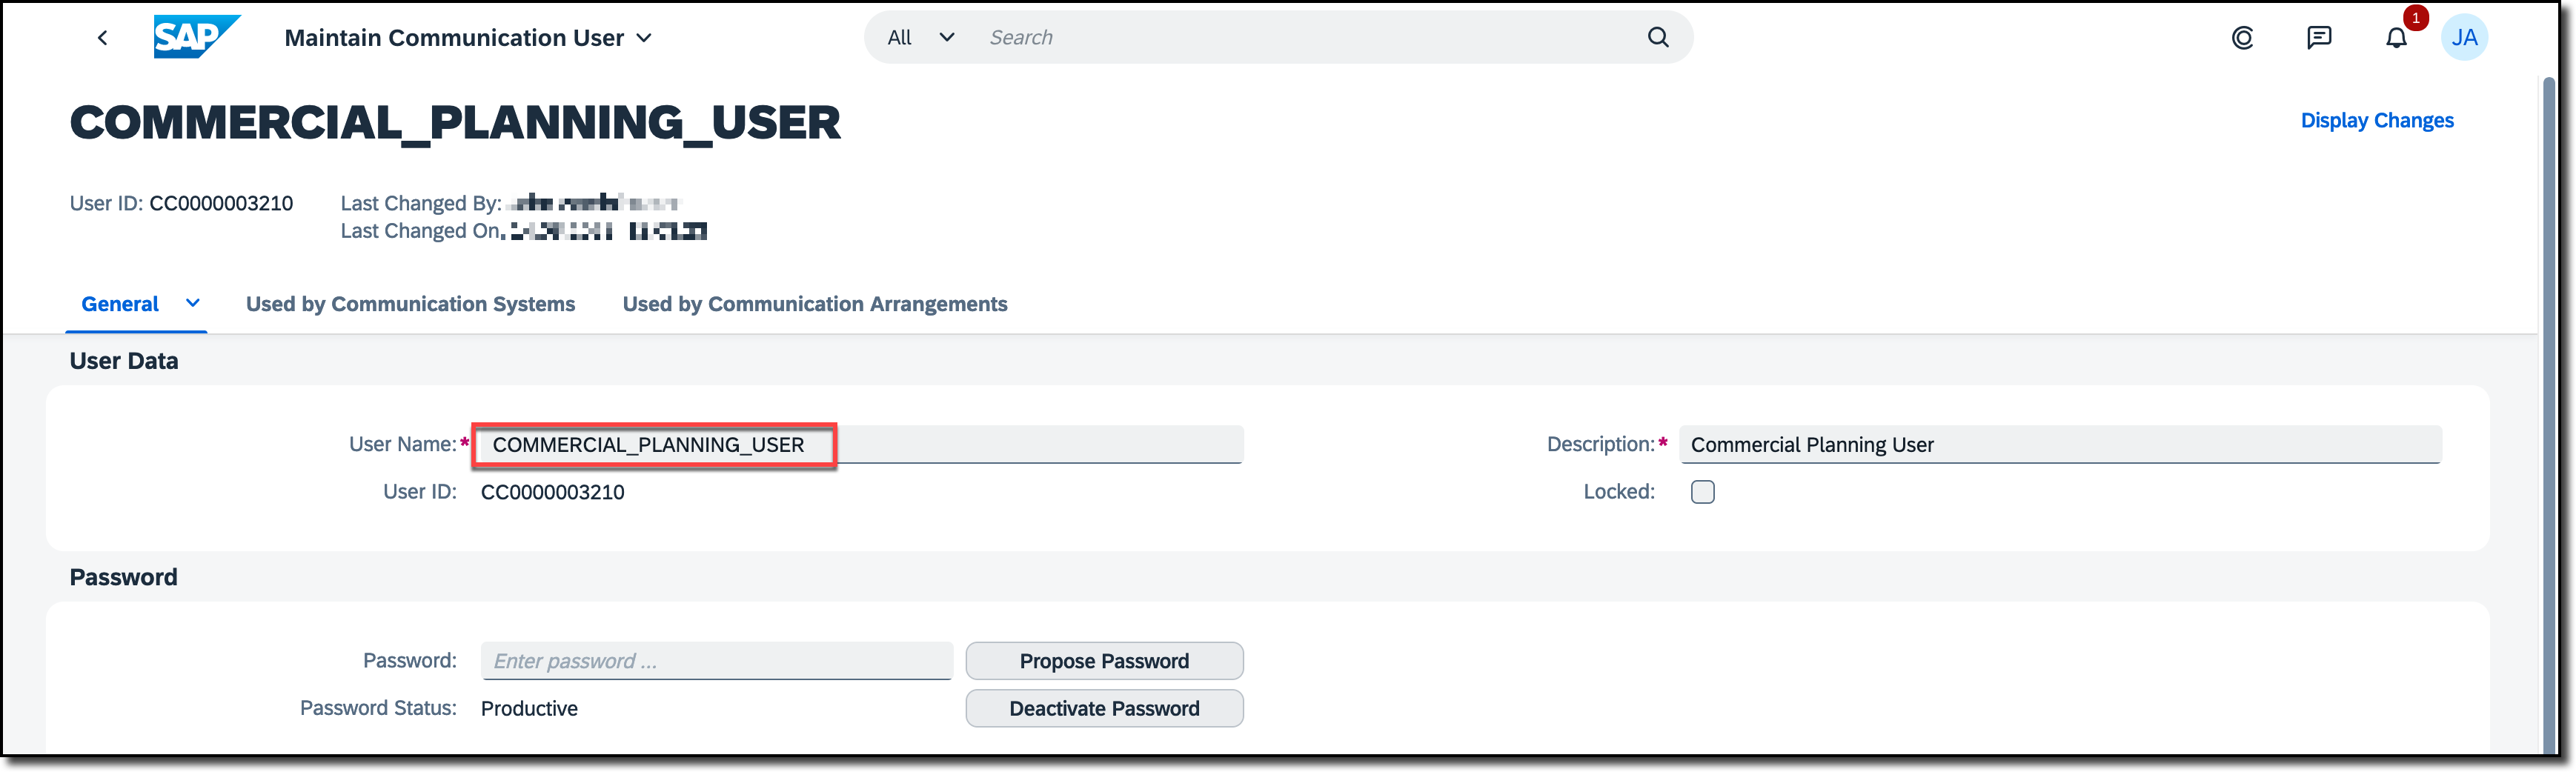 SAP Maintain Communication User All Search 1 JA
COMMERCIAL_PLANNING_USER Display Changes
User ID: CC0000003210 Last Changed By:
Last Changed On
General Used by Communication Systems Used by Communication Arrangements
User Data
User Name:* COMMERCIAL_PLANNING_USER Description:* Commercial Planning User
User ID: CC0000003210 Locked:
Password
Password: Enter password ... Propose Password
Password Status: Productive Deactivate Password